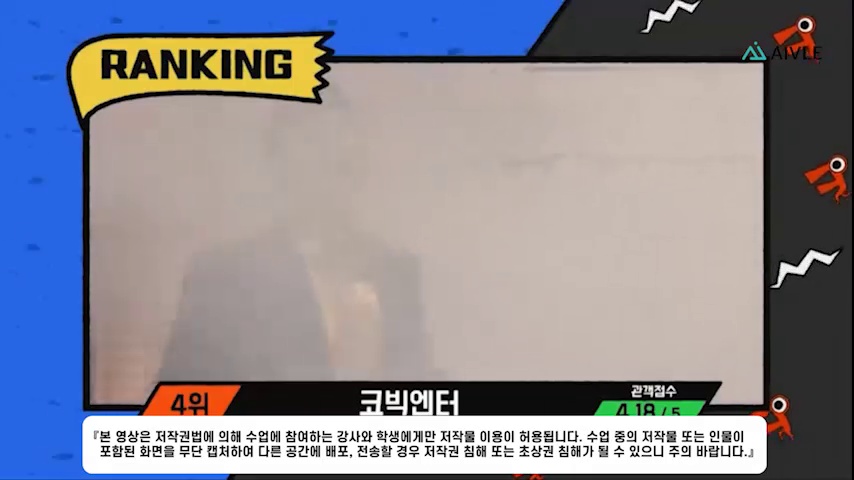 RANKING
AIVLE
4위
코빅엔터
관객점수
4.18 / 5
『본 영상은 저작권법에 의해 수업에 참여하는 강사와 학생에게만 저작물 이용이 허용됩니다. 수업 중의 저작물 또는 인물이
포함된 화면을 무단 캡처하여 다른 공간에 배포, 전송할 경우 저작권 침해 또는 초상권 침해가 될 수 있으니 주의 바랍니다.』